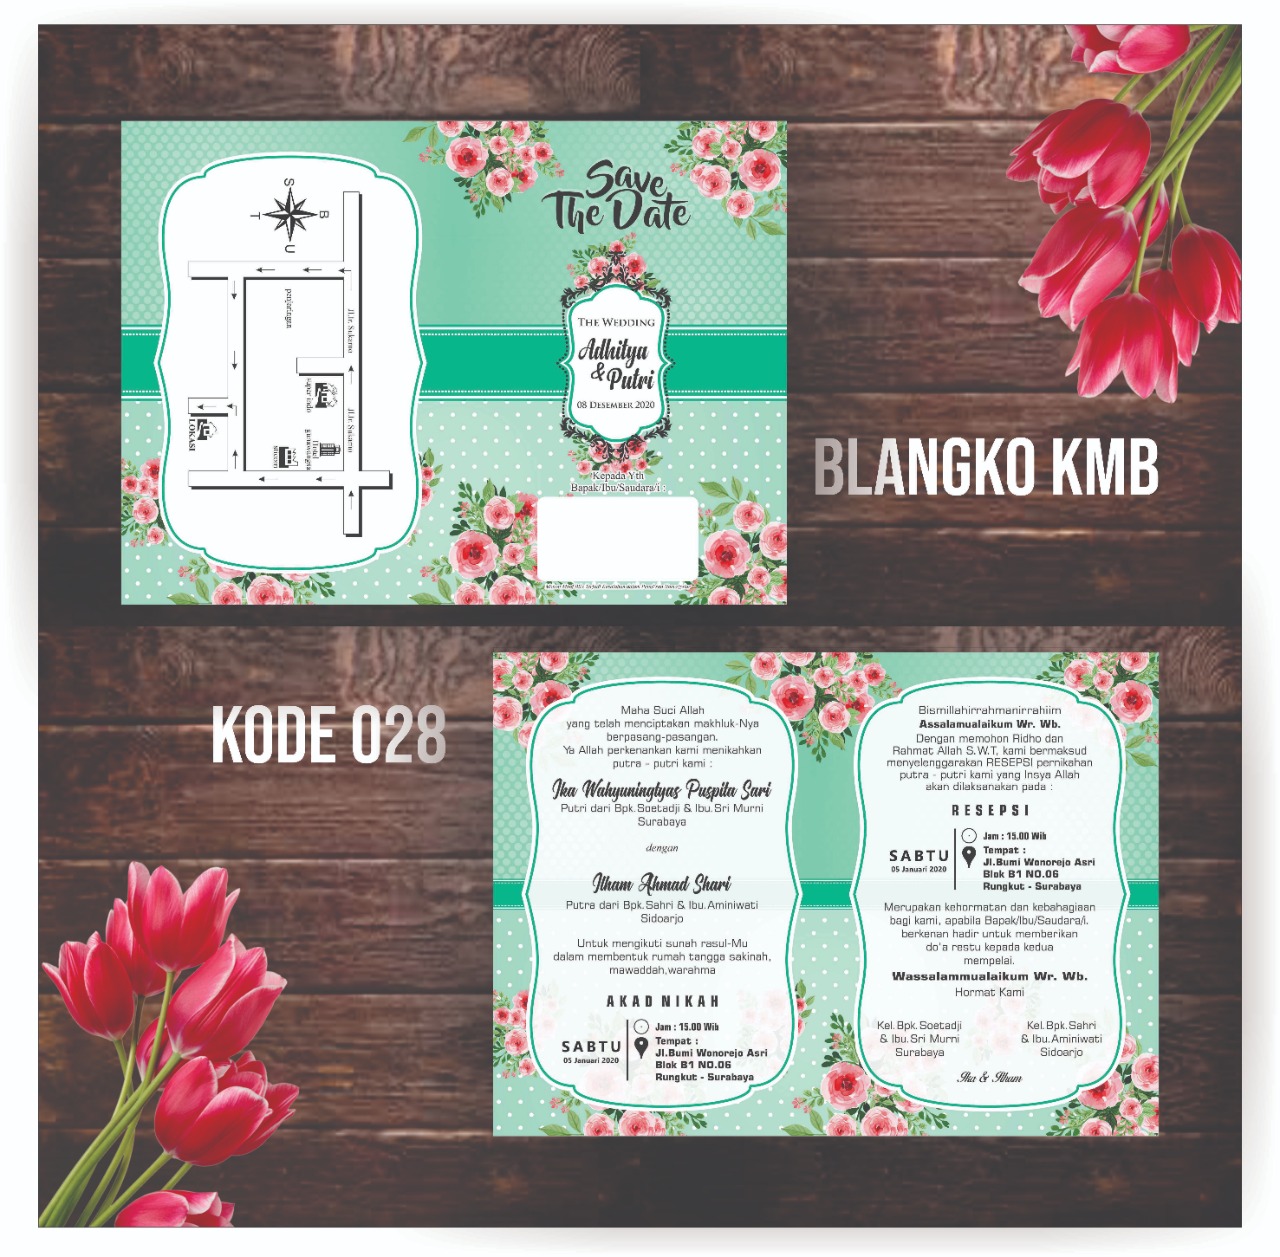 Save
The Date
THE WEDDING
Adhitya
& Putri
08 DESEMBER 2020
Kepada Yth
Bapak/Ibu/Saudara/i :
S
T
B
U
Jl.Ir. Sukarno
Jl.Ir. Sukarno
penjaringan
LOKASI
Hotel
BLANGKO KMB
KODE 028
Maha Suci Allah
yang telah menciptakan makhluk-Nya
berpasang-pasangan.
Ya Allah perkenankan kami menikahkan
putra - putri kami :
Ika Wahyuningtyas Puspita Sari
Putri dari Bpk.Soetadji & Ibu.Sri Murni
Surabaya
dengan
Ilham Ahmad Shari
Putra dari Bpk.Sahri & Ibu.Aminiwati
Sidoarjo
Untuk mengikuti sunah rasul-Mu
dalam membentuk rumah tangga sakinah,
mawaddah,warahma
AKAD NIKAH
SABTU
05 Januari 2020
Jam : 15.00 Wib
Tempat :
Jl.Bumi Wonorejo Asri
Blok B1 NO.06
Rungkut - Surabaya
Bismillahirrahmanirrahiim
Assalamualaikum Wr. Wb.
Dengan memohon Ridho dan
Rahmat Allah S.W.T, kami bermaksud
menyelenggarakan RESEPSI pernikahan
putra - putri kami yang Insya Allah
akan dilaksanakan pada :
RESEPSI
SABTU
05 Januari 2020
Jam : 15.00 Wib
Tempat :
Jl.Bumi Wonorejo Asri
Blok B1 NO.06
Rungkut - Surabaya
Merupakan kehormatan dan kebahagiaan
bagi kami, apabila Bapak/Ibu/Saudara/i.
berkenan hadir untuk memberikan
do'a restu kepada kedua
mempelai.
Wassalammualaikum Wr. Wb.
Hormat Kami
Kel.Bpk.Soetadji
& Ibu.Sri Murni
Surabaya
Kel.Bpk.Sahri
& Ibu.Aminiwati
Sidoarjo
Ika & Ilham